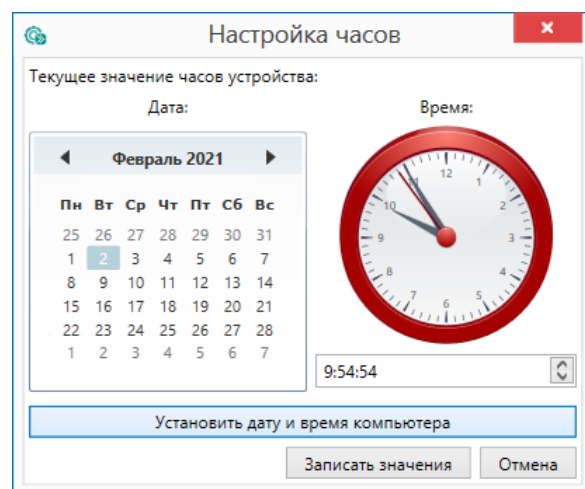 Настройка часов
Текущее значение часов устройства:
Дата: Время:
Февраль 2021
Пн Вт Ср Чт Пт Сб Вс
25 26 27 28 29 30 31
1 2 3 4 5 6 7
8 9 10 11 12 13 14
15 16 17 18 19 20 21
22 23 24 25 26 27 28
1 2 3 4 5 6 7
12
1
2
3
4
5
6
7
8
9
10
11
9:54:54
Установить дату и время компьютера
Записать значения Отмена